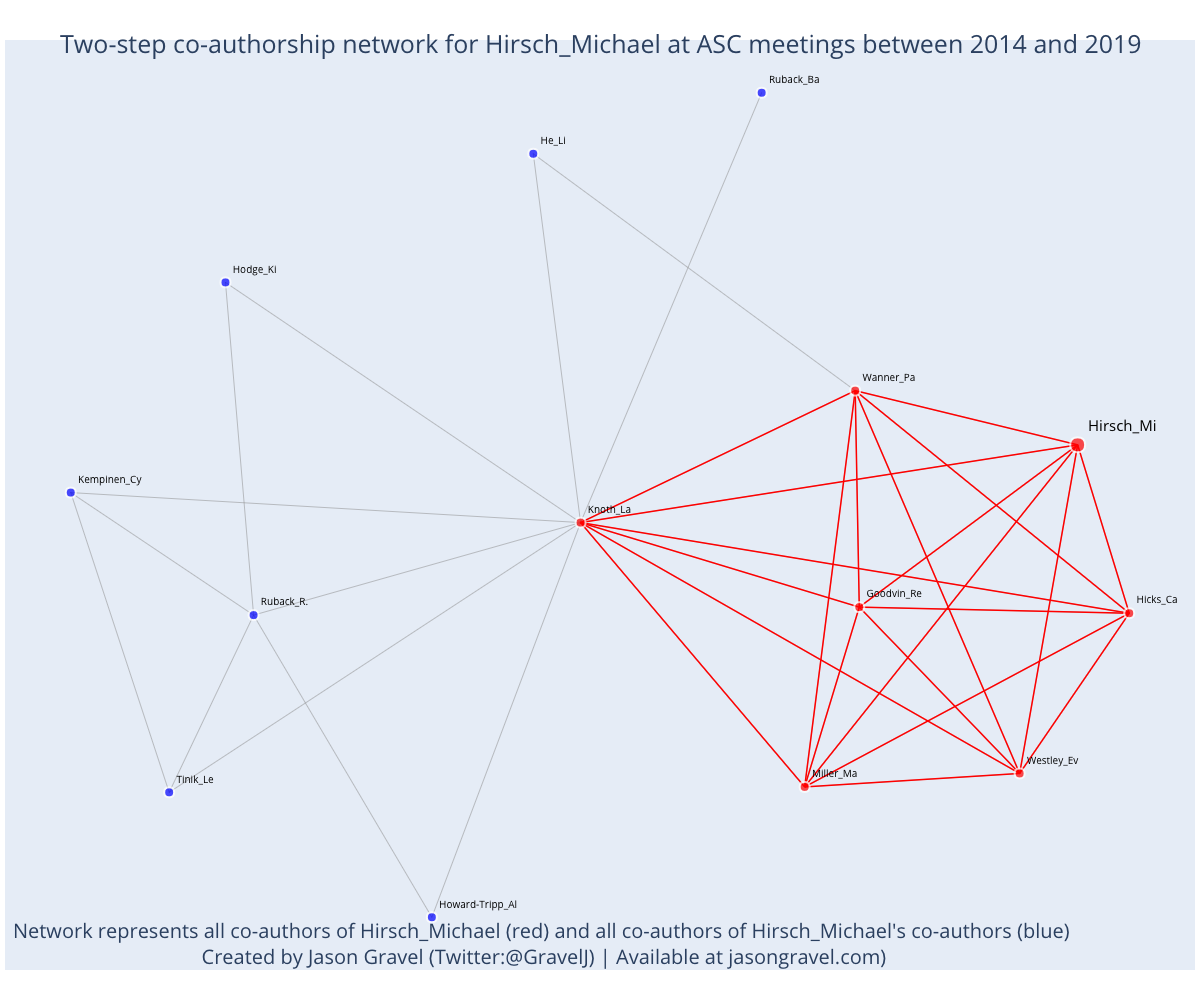 Two-step co-authorship network for Hirsch_Michael at ASC meetings between 2014 and 2019
Ruback_Ba
He_Li
Hodge_Ki
Wanner_Pa
Hirsch_Mi
Kempinen_Cy
Knoth_La
Goodvin_Re
Hicks_Ca
Ruback_R.
Westley_Ev
Miller_Ma
Tinik_Le
Howard-Tripp_Al
Network represents all co-authors of Hirsch_Michael (red) and all co-authors of Hirsch_Michael's co-authors (blue)
Created by Jason Gravel (Twitter:@GravelJ) | Available at jasongravel.com)